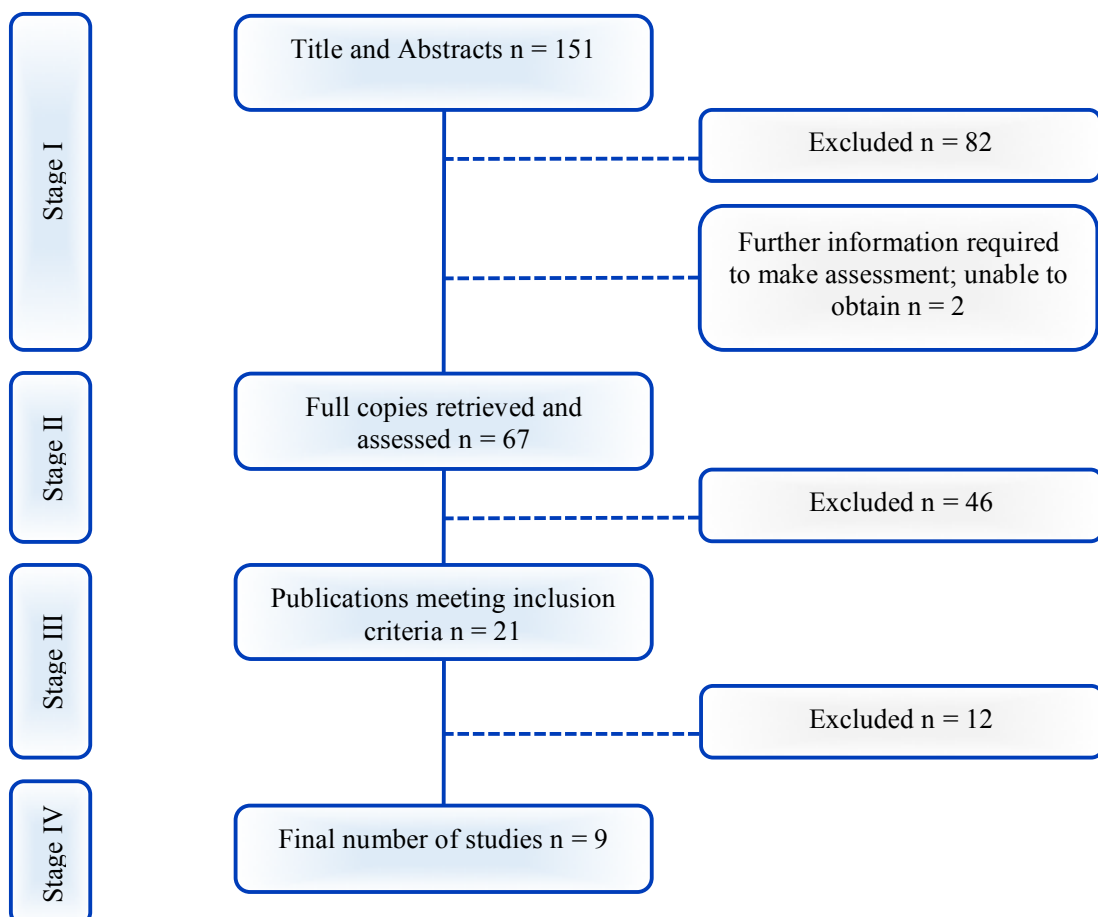 Stage I
Title and Abstracts n = 151
Excluded n = 82
Further information required
to make assessment; unable to
obtain n = 2
Stage II
Full copies retrieved and
assessed n = 67
Excluded n = 46
Stage III
Publications meeting inclusion
criteria n = 21
Excluded n = 12
Stage IV
Final number of studies n = 9